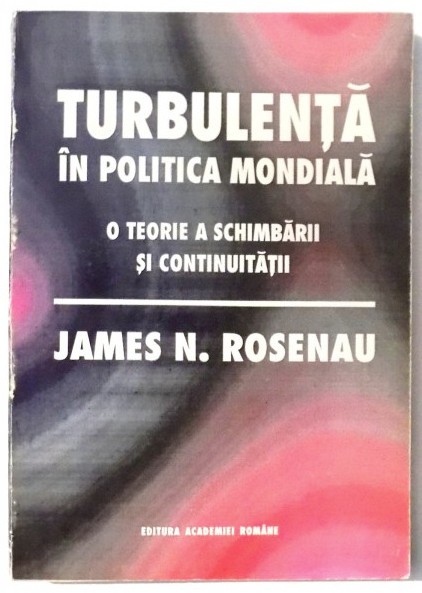 TURBULENȚĂ
ÎN POLITICA MONDIALĂ
O TEORIE A SCHIMBĂRII
ȘI CONTINUITĂȚII
JAMES N. ROSENAU
EDITURA ACADEMIEI ROMÂNE